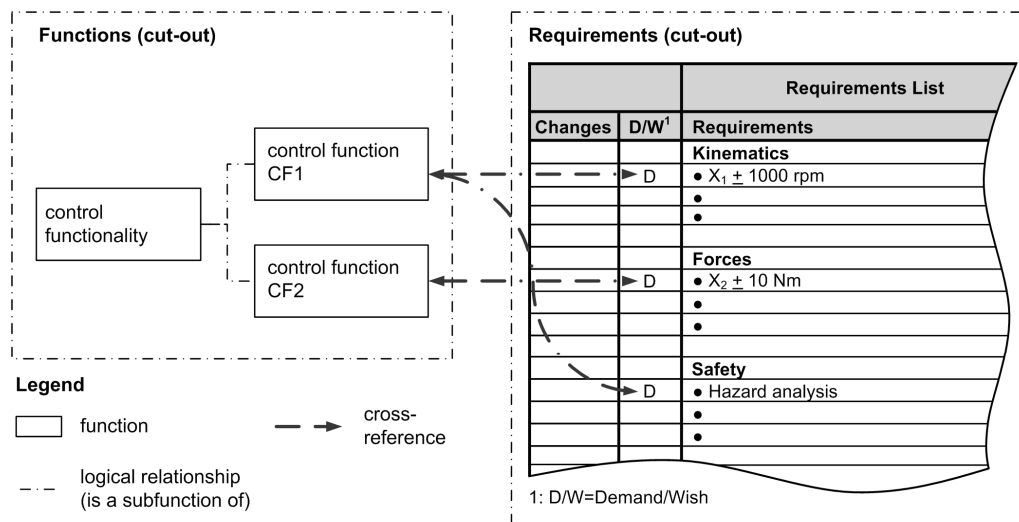 Functions (cut-out)
control
functionality
control function
CF1
control function
CF2
Legend
function
cross-
reference
logical relationship
(is a subfunction of)
Requirements (cut-out)
Requirements List
Changes D/W¹ Requirements
Kinematics
D • X₁ ± 1000 rpm
•
•
Forces
D • X₂ ± 10 Nm
•
•
Safety
D • Hazard analysis
•
•
1: D/W=Demand/Wish